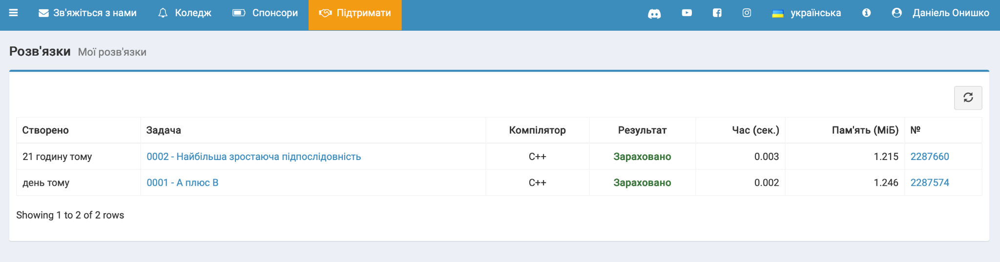 Зв'яжіться з нами Коледж Спонсори Підтримати українська Даніель Онишко
Розв'язки Мої розв'язки
Створено Задача Компілятор Результат Час (сек.) Пам'ять (МіБ) №
21 годину тому 0002 - Найбільша зростаюча підпослідовність C++ Зараховано 0.003 1.215 2287660
день тому 0001 - А плюс В C++ Зараховано 0.002 1.246 2287574
Showing 1 to 2 of 2 rows